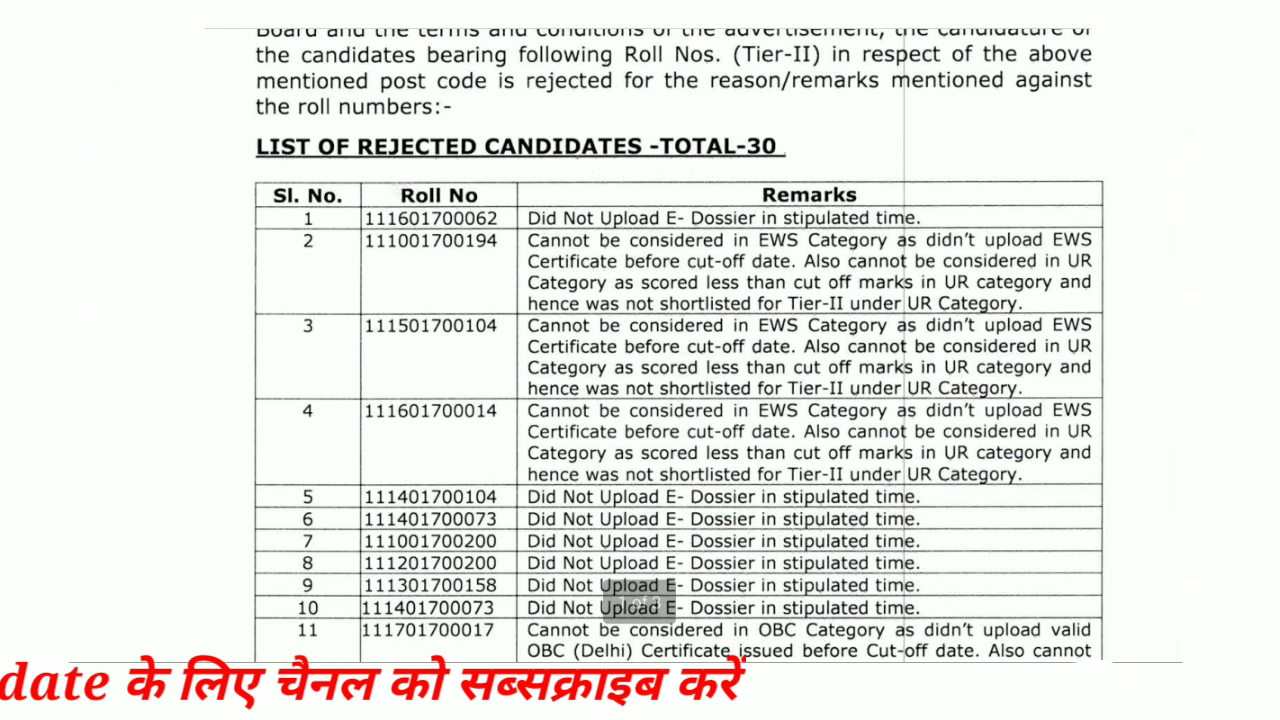 Board and the terms and conditions of the advertisement, the candidature of
the candidates bearing following Roll Nos. (Tier-II) in respect of the above
mentioned post code is rejected for the reason/remarks mentioned against
the roll numbers:-
LIST OF REJECTED CANDIDATES -TOTAL-30
Sl. No. Roll No Remarks
1 111601700062 Did Not Upload E- Dossier in stipulated time.
2 111001700194 Cannot be considered in EWS Category as didn't upload EWS
Certificate before cut-off date. Also cannot be considered in UR
Category as scored less than cut off marks in UR category and
hence was not shortlisted for Tier-II under UR Category.
3 111501700104 Cannot be considered in EWS Category as didn't upload EWS
Certificate before cut-off date. Also cannot be considered in UR
Category as scored less than cut off marks in UR category and
hence was not shortlisted for Tier-II under UR Category.
4 111601700014 Cannot be considered in EWS Category as didn't upload EWS
Certificate before cut-off date. Also cannot be considered in UR
Category as scored less than cut off marks in UR category and
hence was not shortlisted for Tier-II under UR Category.
5 111401700104 Did Not Upload E- Dossier in stipulated time.
6 111401700073 Did Not Upload E- Dossier in stipulated time.
7 111001700200 Did Not Upload E- Dossier in stipulated time.
8 111201700200 Did Not Upload E- Dossier in stipulated time.
9 111301700158 Did Not Upload E- Dossier in stipulated time.
10 111401700073 Did Not Upload E- Dossier in stipulated time.
1 of 3
11 111701700017 Cannot be considered in OBC Category as didn't upload valid
OBC (Delhi) Certificate issued before Cut-off date. Also cannot
date के लिए चैनल को सब्सक्राइब करें